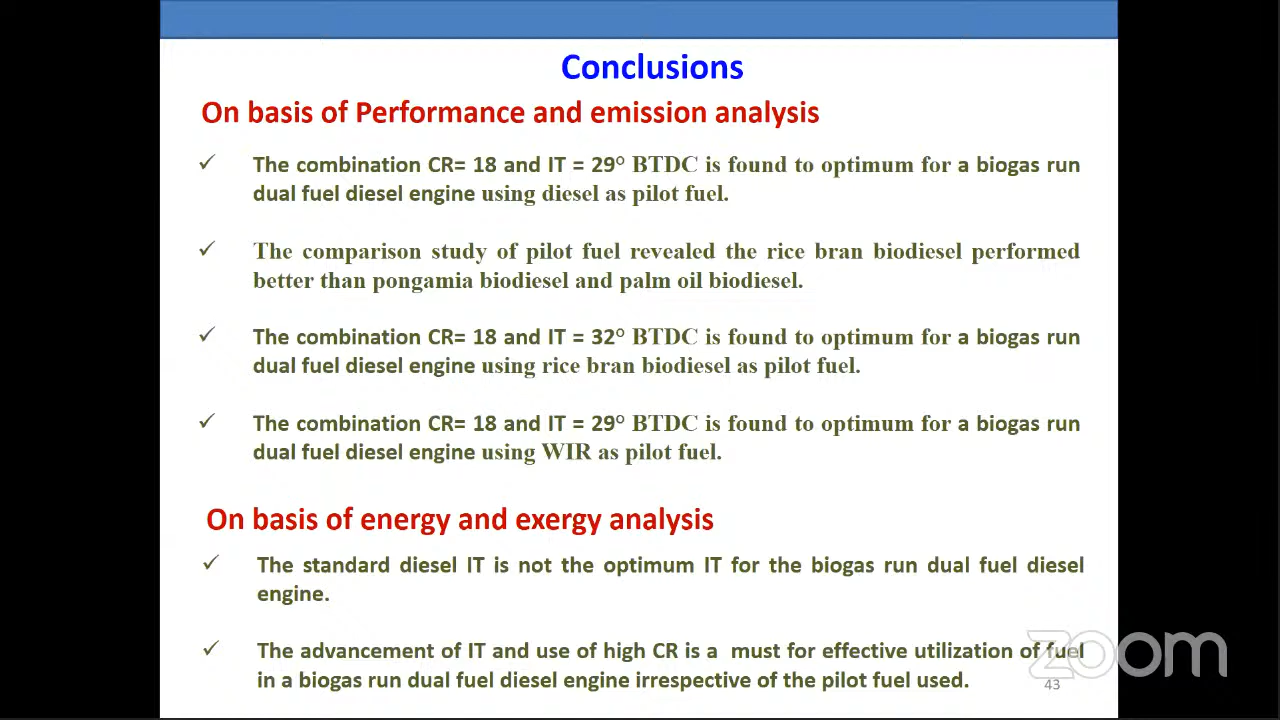 Conclusions
On basis of Performance and emission analysis
✓ The combination CR= 18 and IT = 29° BTDC is found to optimum for a biogas run
dual fuel diesel engine using diesel as pilot fuel.
✓ The comparison study of pilot fuel revealed the rice bran biodiesel performed
better than pongamia biodiesel and palm oil biodiesel.
✓ The combination CR= 18 and IT = 32° BTDC is found to optimum for a biogas run
dual fuel diesel engine using rice bran biodiesel as pilot fuel.
✓ The combination CR= 18 and IT = 29° BTDC is found to optimum for a biogas run
dual fuel diesel engine using WIR as pilot fuel.
On basis of energy and exergy analysis
✓ The standard diesel IT is not the optimum IT for the biogas run dual fuel diesel
engine.
✓ The advancement of IT and use of high CR is a must for effective utilization of fuel
in a biogas run dual fuel diesel engine irrespective of the pilot fuel used.
zoom
43